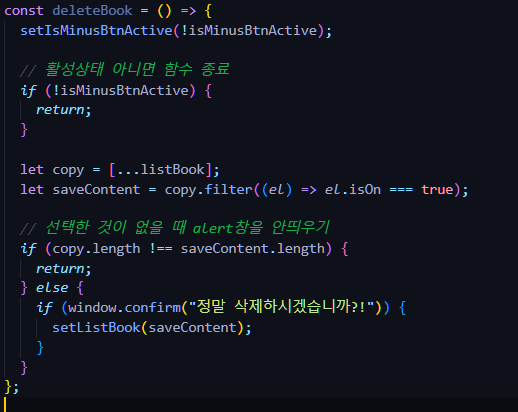 const deleteBook = () => {
setIsMinusBtnActive(!isMinusBtnActive);
// 활성상태 아니면 함수 종료
if (!isMinusBtnActive) {
return;
}
let copy = [...listBook];
let saveContent = copy.filter((el) => el.isOn === true);
// 선택한 것이 없을 때 alert창을 안띄우기
if (copy.length !== saveContent.length) {
return;
} else {
if (window.confirm("정말 삭제하시겠습니까?!")) {
setListBook(saveContent);
}
}
};